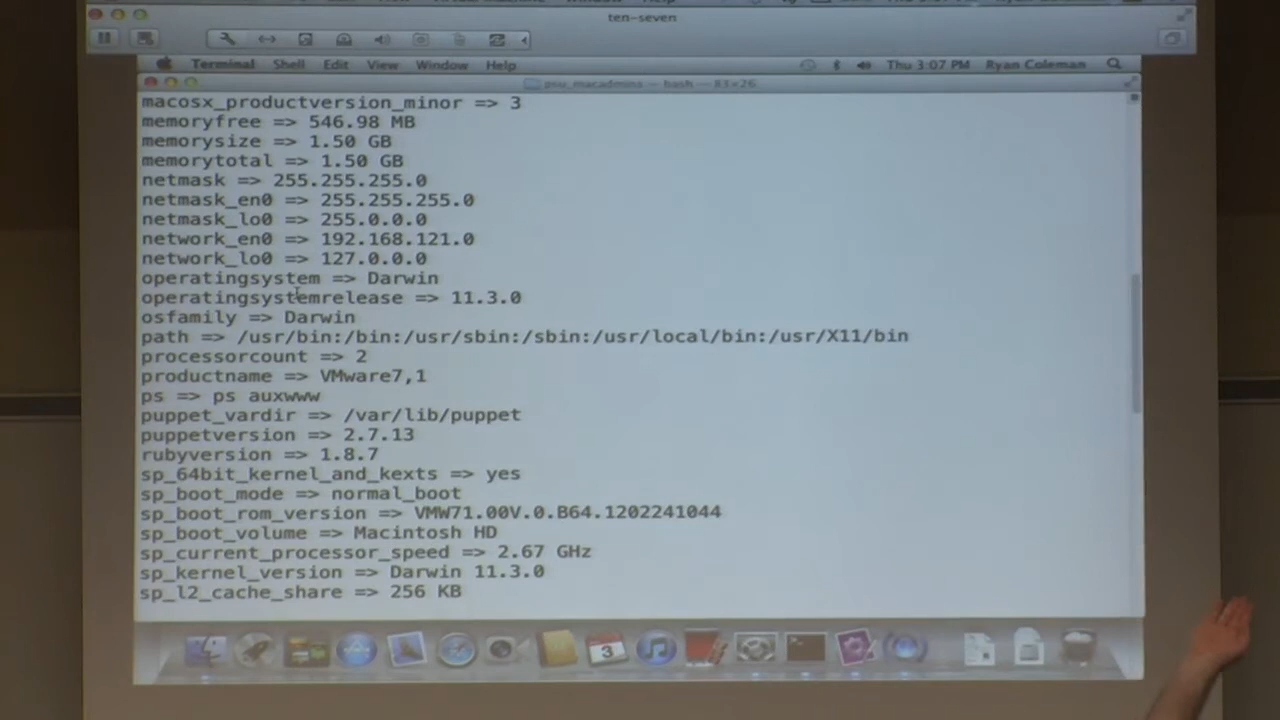 ten-seven
Terminal Shell Edit View Window Help Thu 3:07 PM Ryan Coleman
psu_macadmins — bash — 83×26
macosx_productversion_minor => 3
memoryfree => 546.98 MB
memorysize => 1.50 GB
memorytotal => 1.50 GB
netmask => 255.255.255.0
netmask_en0 => 255.255.255.0
netmask_lo0 => 255.0.0.0
network_en0 => 192.168.121.0
network_lo0 => 127.0.0.0
operatingsystem => Darwin
operatingsystemrelease => 11.3.0
osfamily => Darwin
path => /usr/bin:/bin:/usr/sbin:/sbin:/usr/local/bin:/usr/X11/bin
processorcount => 2
productname => VMware7,1
ps => ps auxwww
puppet_vardir => /var/lib/puppet
puppetversion => 2.7.13
rubyversion => 1.8.7
sp_64bit_kernel_and_kexts => yes
sp_boot_mode => normal_boot
sp_boot_rom_version => VMW71.00V.0.B64.1202241044
sp_boot_volume => Macintosh HD
sp_current_processor_speed => 2.67 GHz
sp_kernel_version => Darwin 11.3.0
sp_l2_cache_share => 256 KB
3